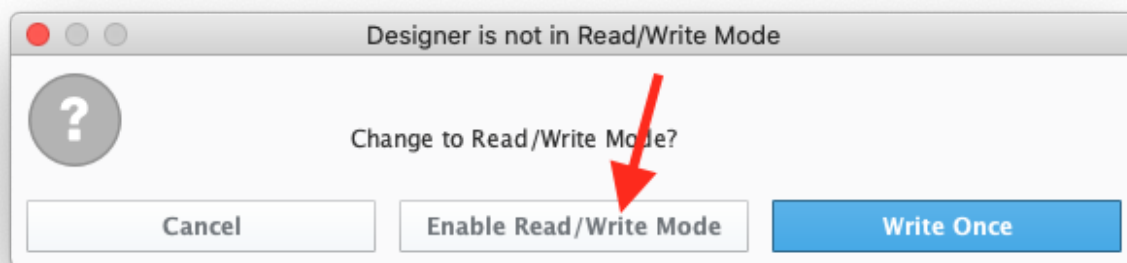 Designer is not in Read/Write Mode
?
Change to Read/Write Mode?
Cancel
Enable Read/Write Mode
Write Once